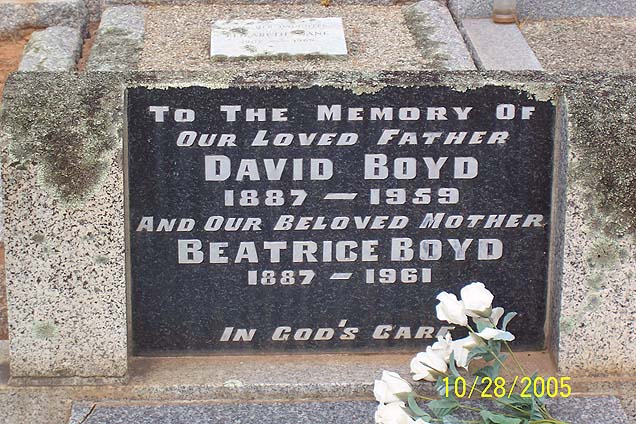 To The Memory Of
Our Loved Father
David Boyd
1887 — 1959
And Our Beloved Mother
Beatrice Boyd
1887 — 1961
In God's Care
10/28/2005